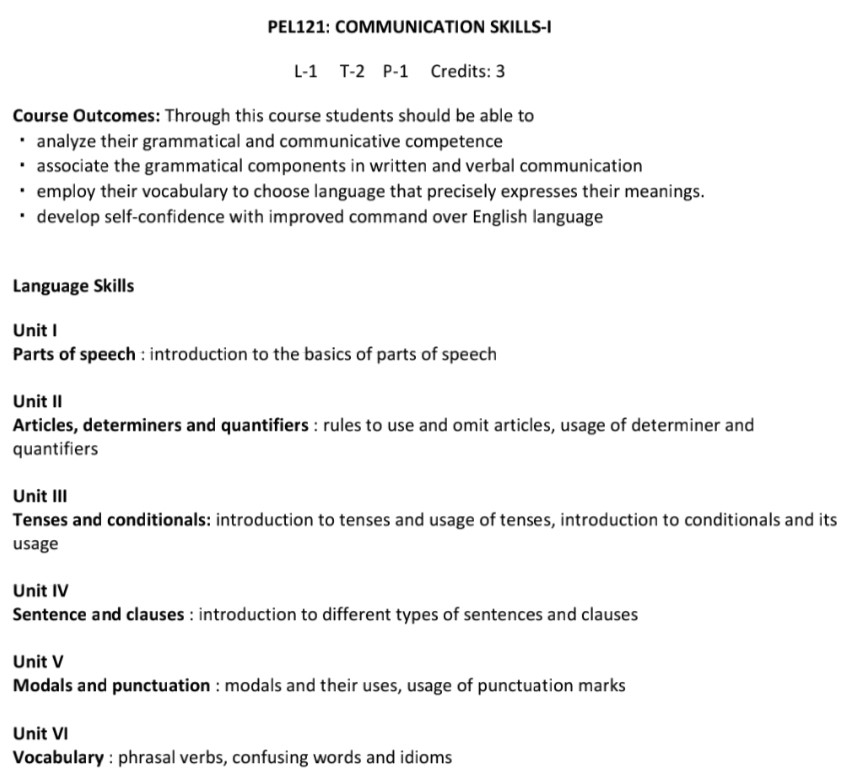 PEL121: COMMUNICATION SKILLS-I
L-1 T-2 P-1 Credits: 3
Course Outcomes: Through this course students should be able to
• analyze their grammatical and communicative competence
• associate the grammatical components in written and verbal communication
• employ their vocabulary to choose language that precisely expresses their meanings.
• develop self-confidence with improved command over English language
Language Skills
Unit I
Parts of speech : introduction to the basics of parts of speech
Unit II
Articles, determiners and quantifiers : rules to use and omit articles, usage of determiner and
quantifiers
Unit III
Tenses and conditionals: introduction to tenses and usage of tenses, introduction to conditionals and its
usage
Unit IV
Sentence and clauses : introduction to different types of sentences and clauses
Unit V
Modals and punctuation : modals and their uses, usage of punctuation marks
Unit VI
Vocabulary : phrasal verbs, confusing words and idioms